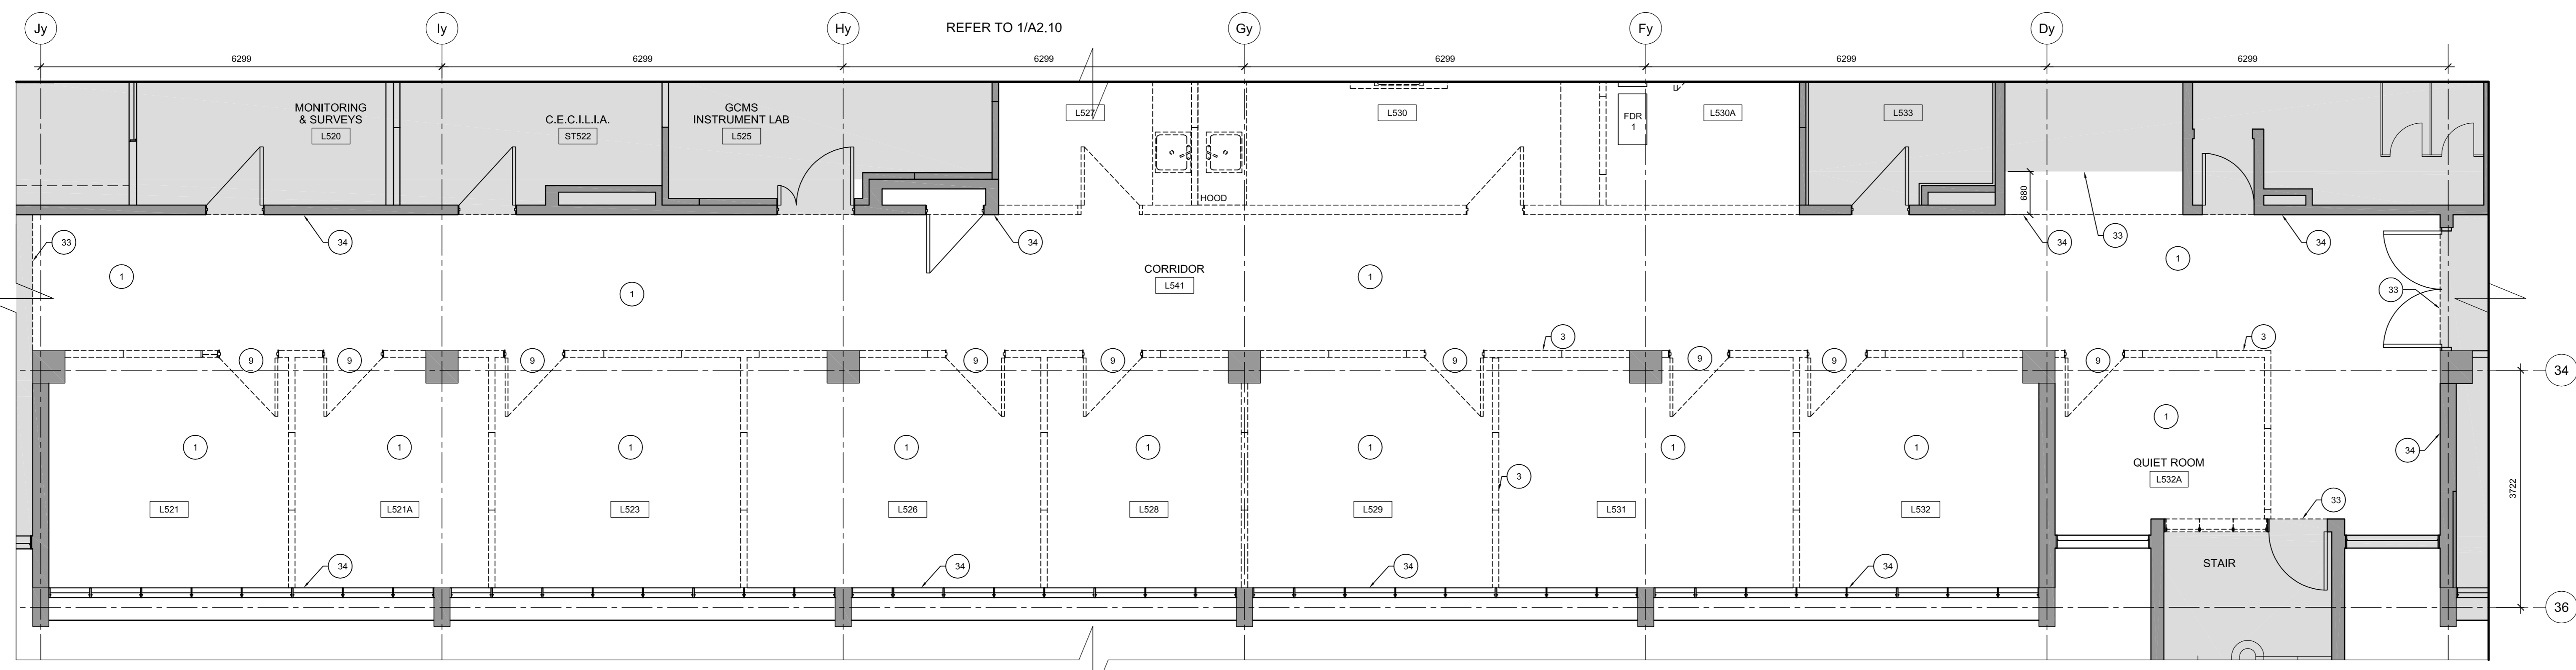 Jy
Iy
Hy
REFER TO 1/A2.10
Gy
Fy
Dy
6299
6299
6299
6299
6299
6299
MONITORING
& SURVEYS
L520
C.E.C.I.L.I.A.
ST522
GCMS
INSTRUMENT LAB
L525
L527
L530
FDR
1
L530A
L533
HOOD
680
33
34
34
34
33
34
1
1
CORRIDOR
L541
1
1
33
9
9
9
9
9
9
3
9
9
9
3
34
3722
1
1
1
1
1
1
1
1
1
34
QUIET ROOM
L532A
3
L521
L521A
L523
L526
L528
L529
L531
L532
33
34
34
34
34
STAIR
36